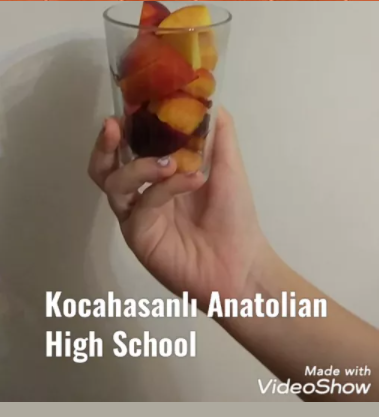 Kocahasanlı Anatolian
High School
Made with
VideoShow